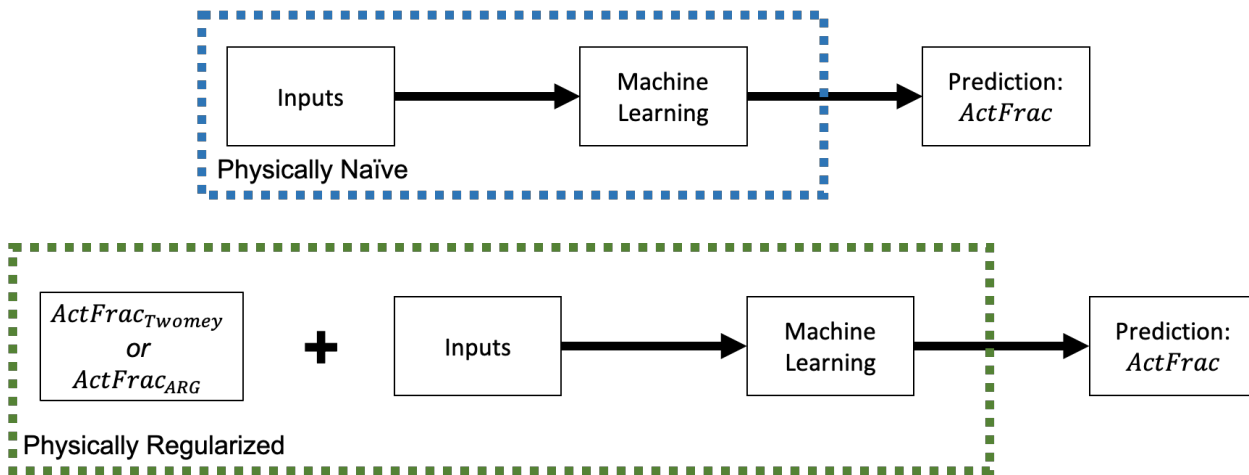 Inputs
Machine
Learning
Prediction:
ActFrac
Physically Naïve
ActFrac_Twomey
or
ActFrac_ARG
+
Inputs
Machine
Learning
Prediction:
ActFrac
Physically Regularized